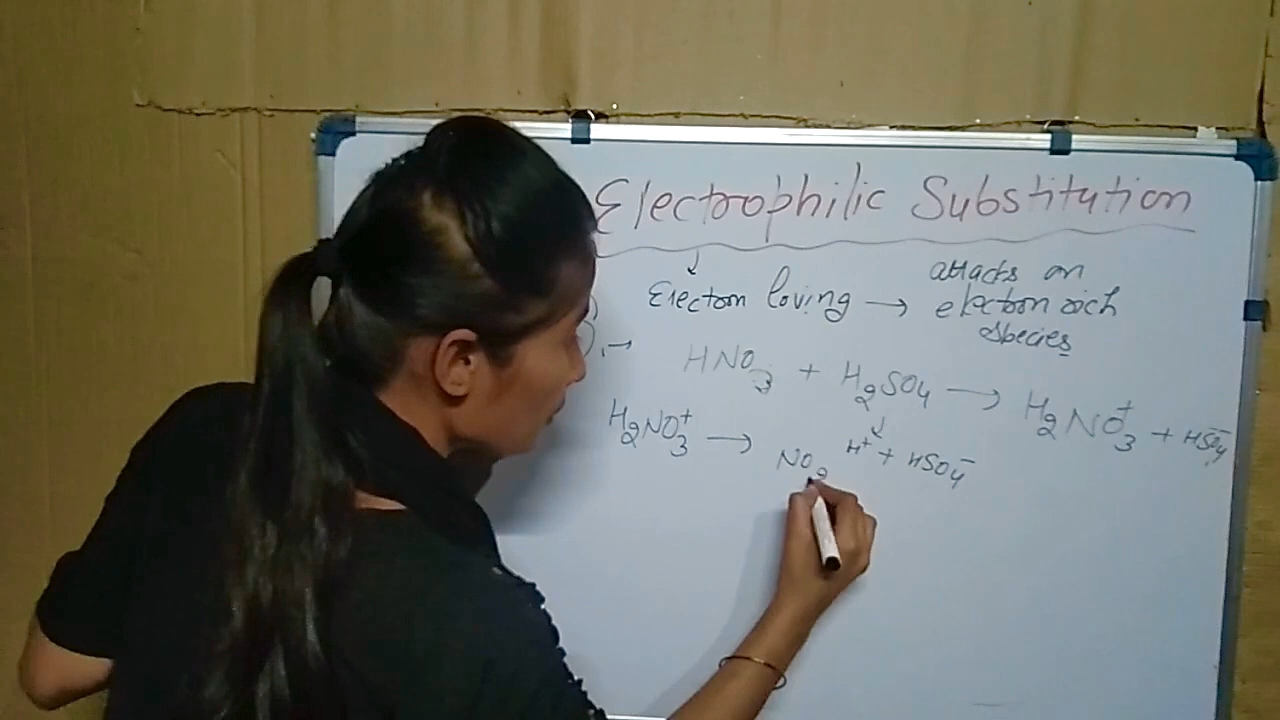 Electrophilic Substitution
↓
Electron loving → attacks on
electron rich
species
→ HNO3 + H2SO4 → H2NO3+ + HSO4-
↓
H+ + HSO4-
H2NO3+ → NO2